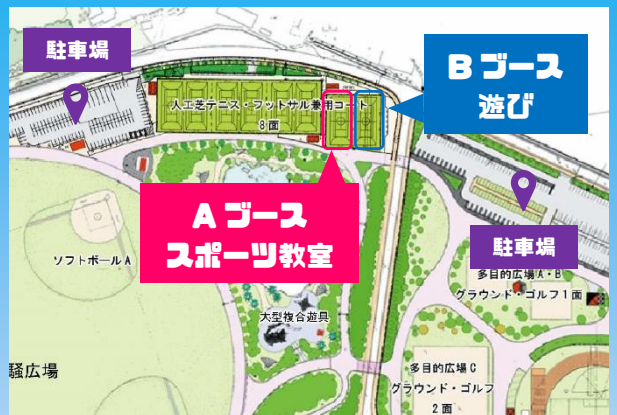 駐車場
Bブース
遊び
人工芝テニス・フットサル兼用コート
8面
Aブース
スポーツ教室
駐車場
ソフトボールA
多目的広場A・B
グラウンド・ゴルフ1面
大型複合遊具
騒広場
多目的広場C
グラウンド・ゴルフ
2面